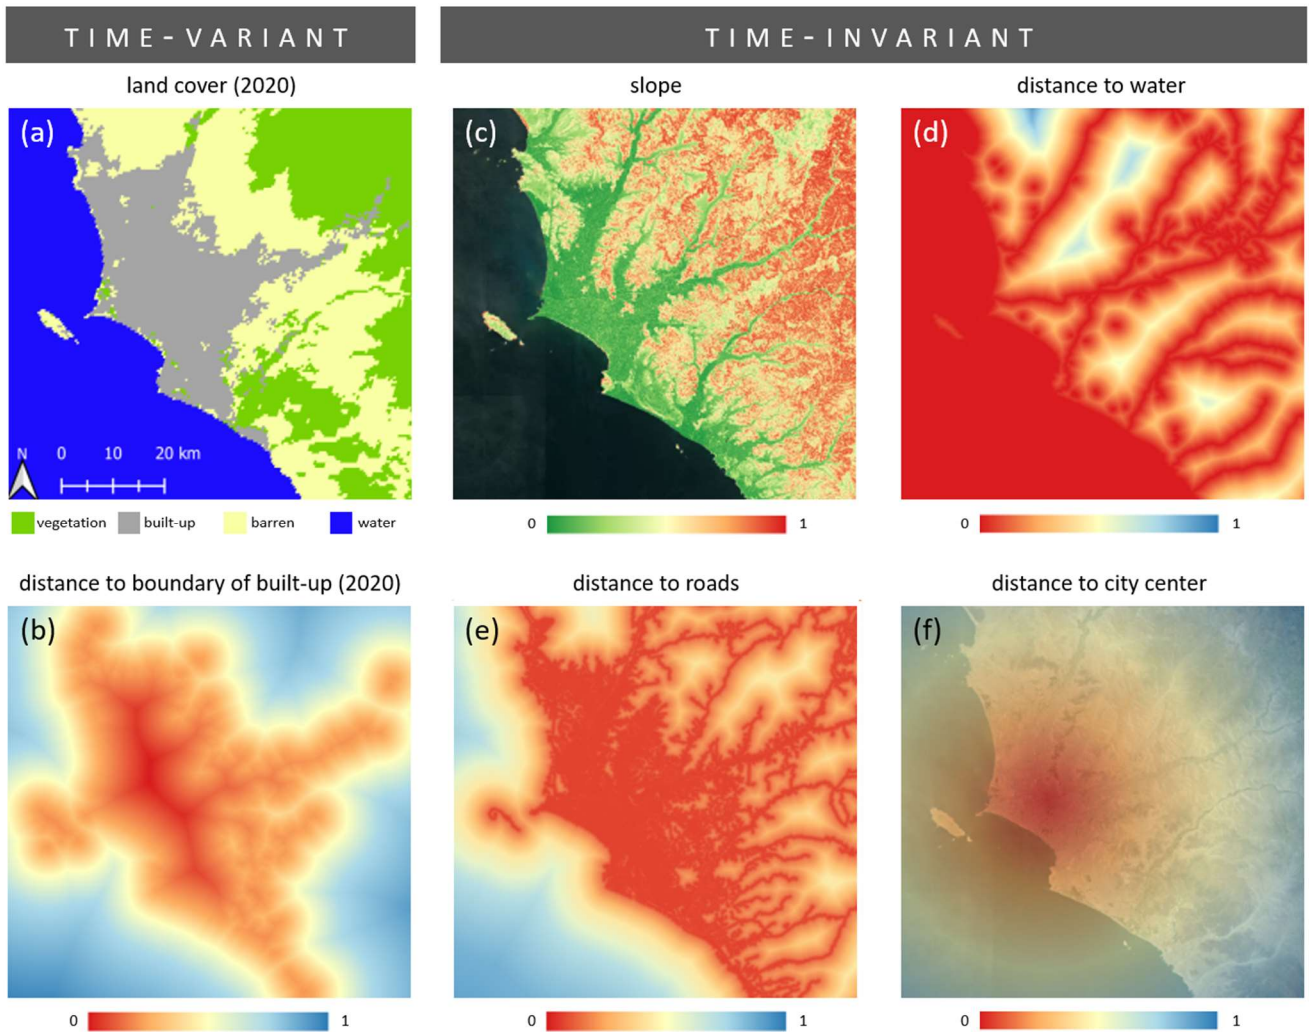 TIME-VARIANT
TIME-INVARIANT
land cover (2020)
slope
distance to water
(a)
(c)
(d)
N
0 10 20 km
vegetation built-up barren water
0 1
0 1
distance to boundary of built-up (2020)
distance to roads
distance to city center
(b)
(e)
(f)
0 1
0 1
0 1